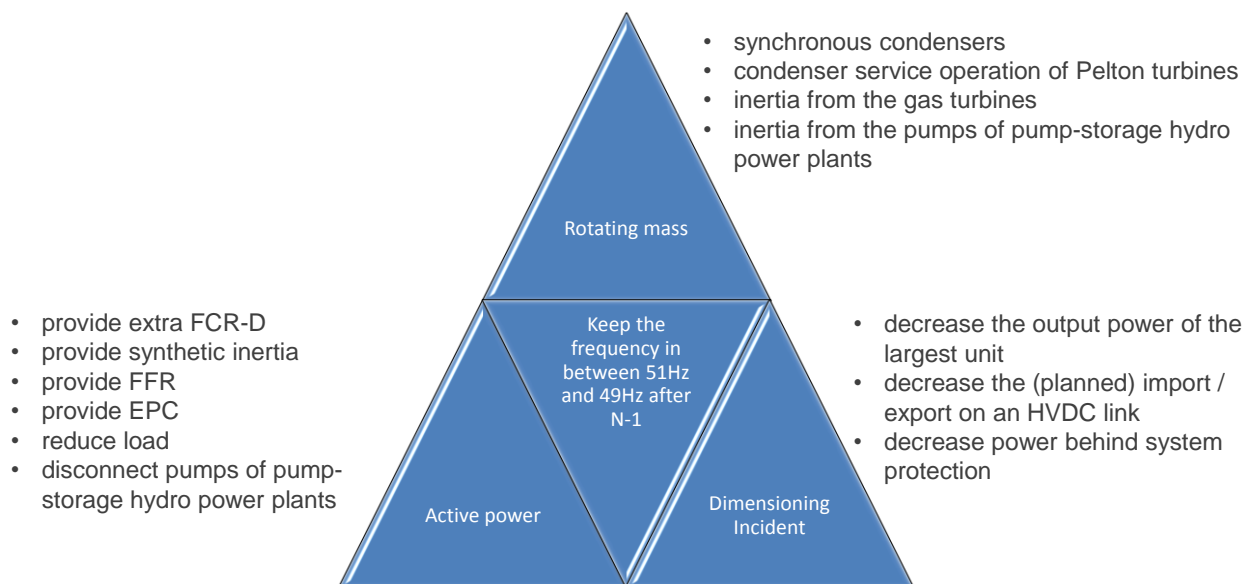 • synchronous condensers
• condenser service operation of Pelton turbines
• inertia from the gas turbines
• inertia from the pumps of pump-storage hydro
power plants
Rotating mass
• provide extra FCR-D
• provide synthetic inertia
• provide FFR
• provide EPC
• reduce load
• disconnect pumps of pump-
storage hydro power plants
Keep the
frequency in
between 51Hz
and 49Hz after
N-1
• decrease the output power of the
largest unit
• decrease the (planned) import /
export on an HVDC link
• decrease power behind system
protection
Active power
Dimensioning
Incident